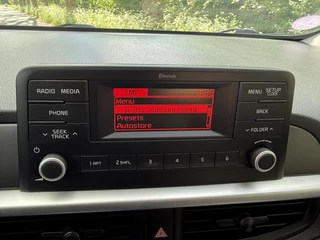 Bluetooth
RADIO MEDIA
MENU SETUP
CLOCK
FM
Menu
PHONE
BACK
Presets
Autostore
SEEK
TRACK
FOLDER
1 RPT 2 SHFL 3 4 5 6